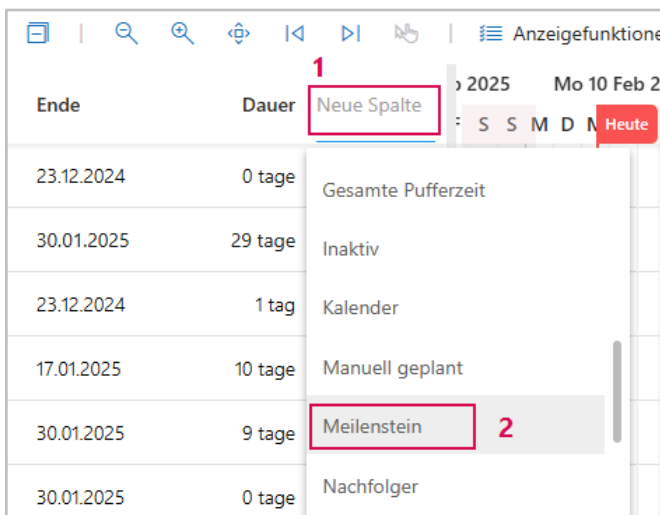 Anzeigefunktione
1
2025 Mo 10 Feb 2
Ende Dauer Neue Spalte
S S M D M Heute
23.12.2024 0 tage
Gesamte Pufferzeit
30.01.2025 29 tage
Inaktiv
23.12.2024 1 tag
Kalender
17.01.2025 10 tage
Manuell geplant
30.01.2025 9 tage
Meilenstein 2
30.01.2025 0 tage
Nachfolger